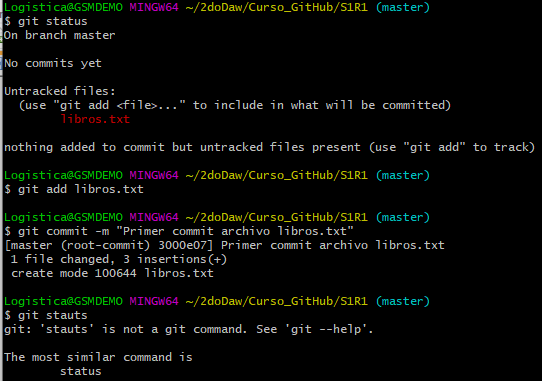 Logistica@GSMDEMO MINGW64 ~/2doDaw/Curso_GitHub/S1R1 (master)
$ git status
On branch master
No commits yet
Untracked files:
  (use "git add <file>..." to include in what will be committed)
        libros.txt
nothing added to commit but untracked files present (use "git add" to track)
Logistica@GSMDEMO MINGW64 ~/2doDaw/Curso_GitHub/S1R1 (master)
$ git add libros.txt
Logistica@GSMDEMO MINGW64 ~/2doDaw/Curso_GitHub/S1R1 (master)
$ git commit -m "Primer commit archivo libros.txt"
[master (root-commit) 3000e07] Primer commit archivo libros.txt
 1 file changed, 3 insertions(+)
 create mode 100644 libros.txt
Logistica@GSMDEMO MINGW64 ~/2doDaw/Curso_GitHub/S1R1 (master)
$ git stauts
git: 'stauts' is not a git command. See 'git --help'.
The most similar command is
        status